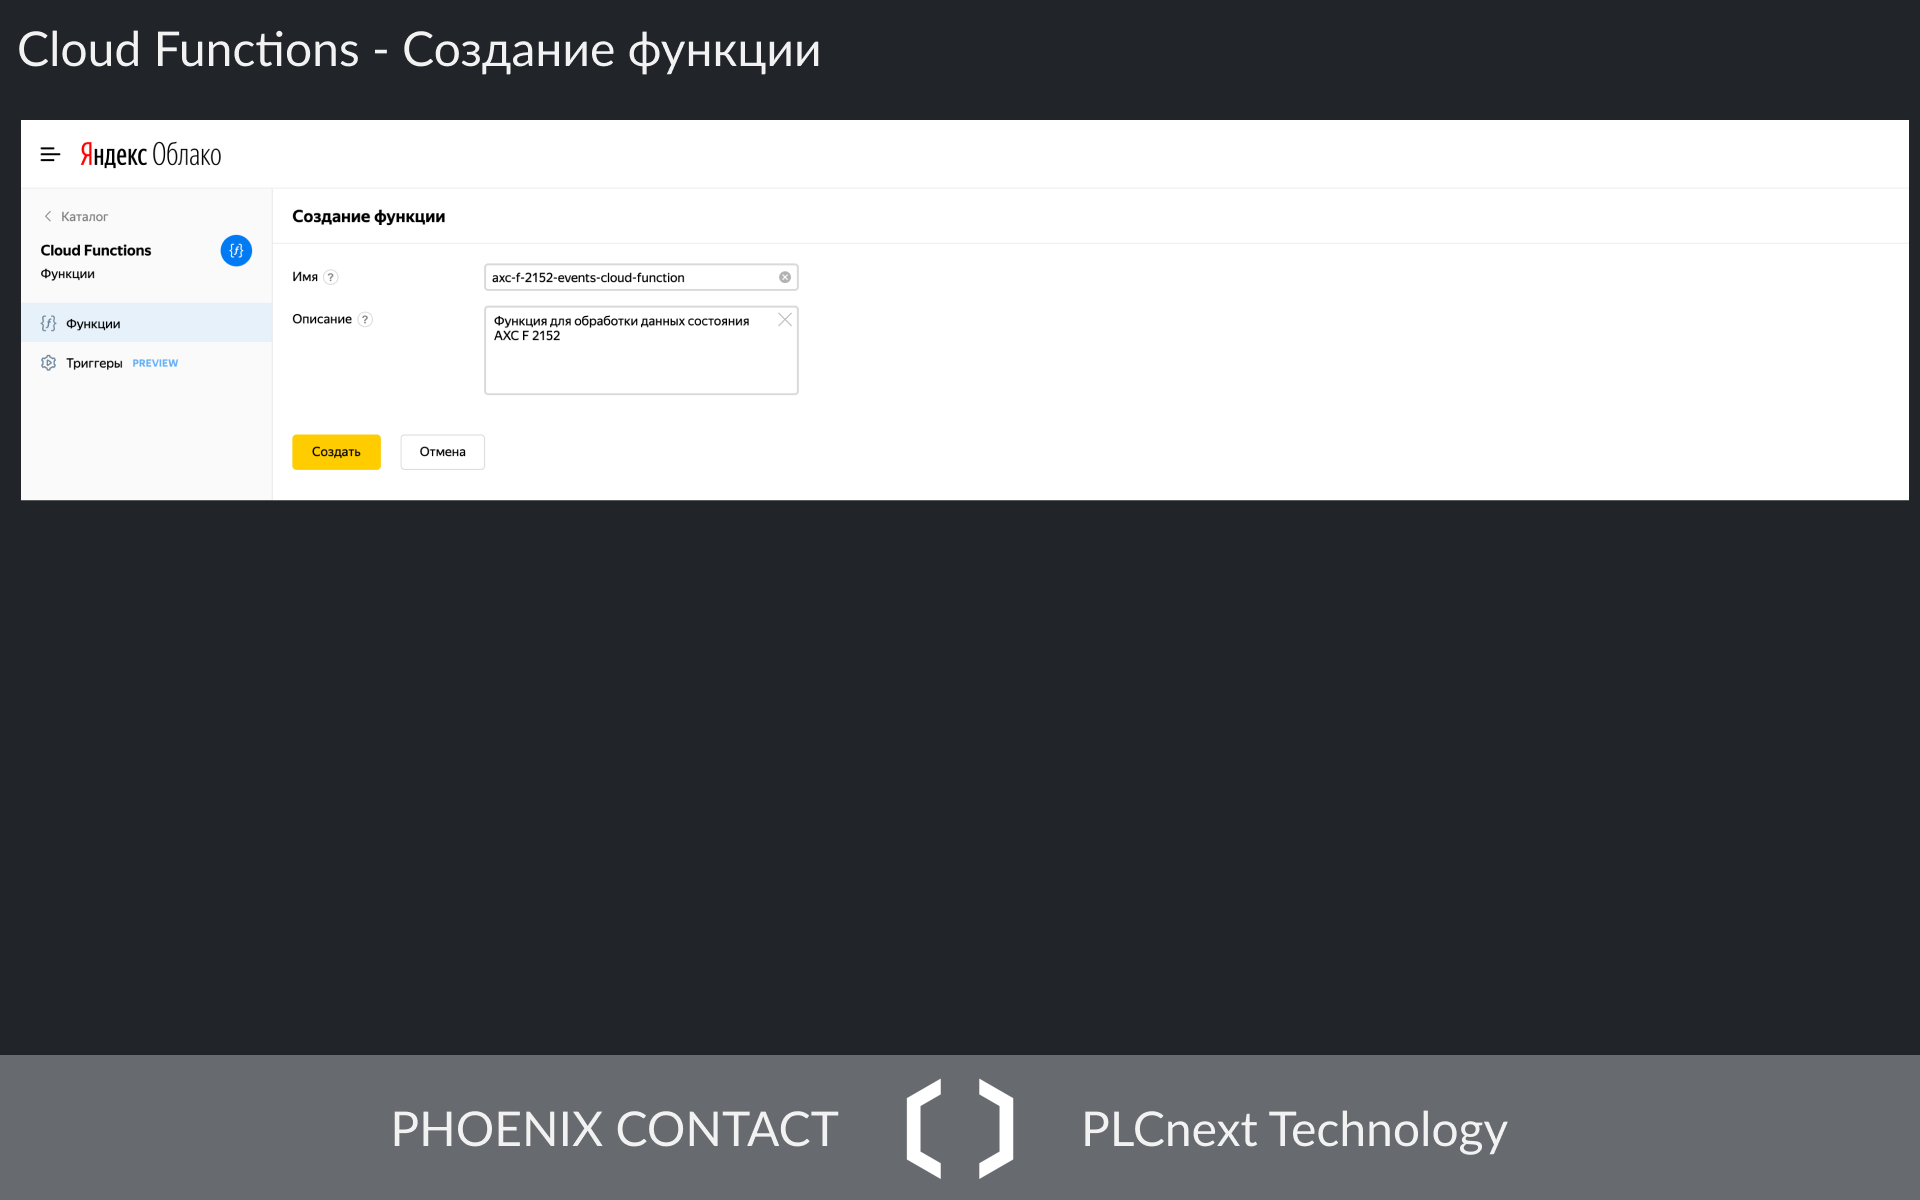 Cloud Functions - Создание функции
Яндекс Облако
Каталог
Cloud Functions
Функции
Функции
Триггеры PREVIEW
Создание функции
Имя ?
axc-f-2152-events-cloud-function
Описание ?
Функция для обработки данных состояния
AXC F 2152
Создать
Отмена
PHOENIX CONTACT
PLCnext Technology